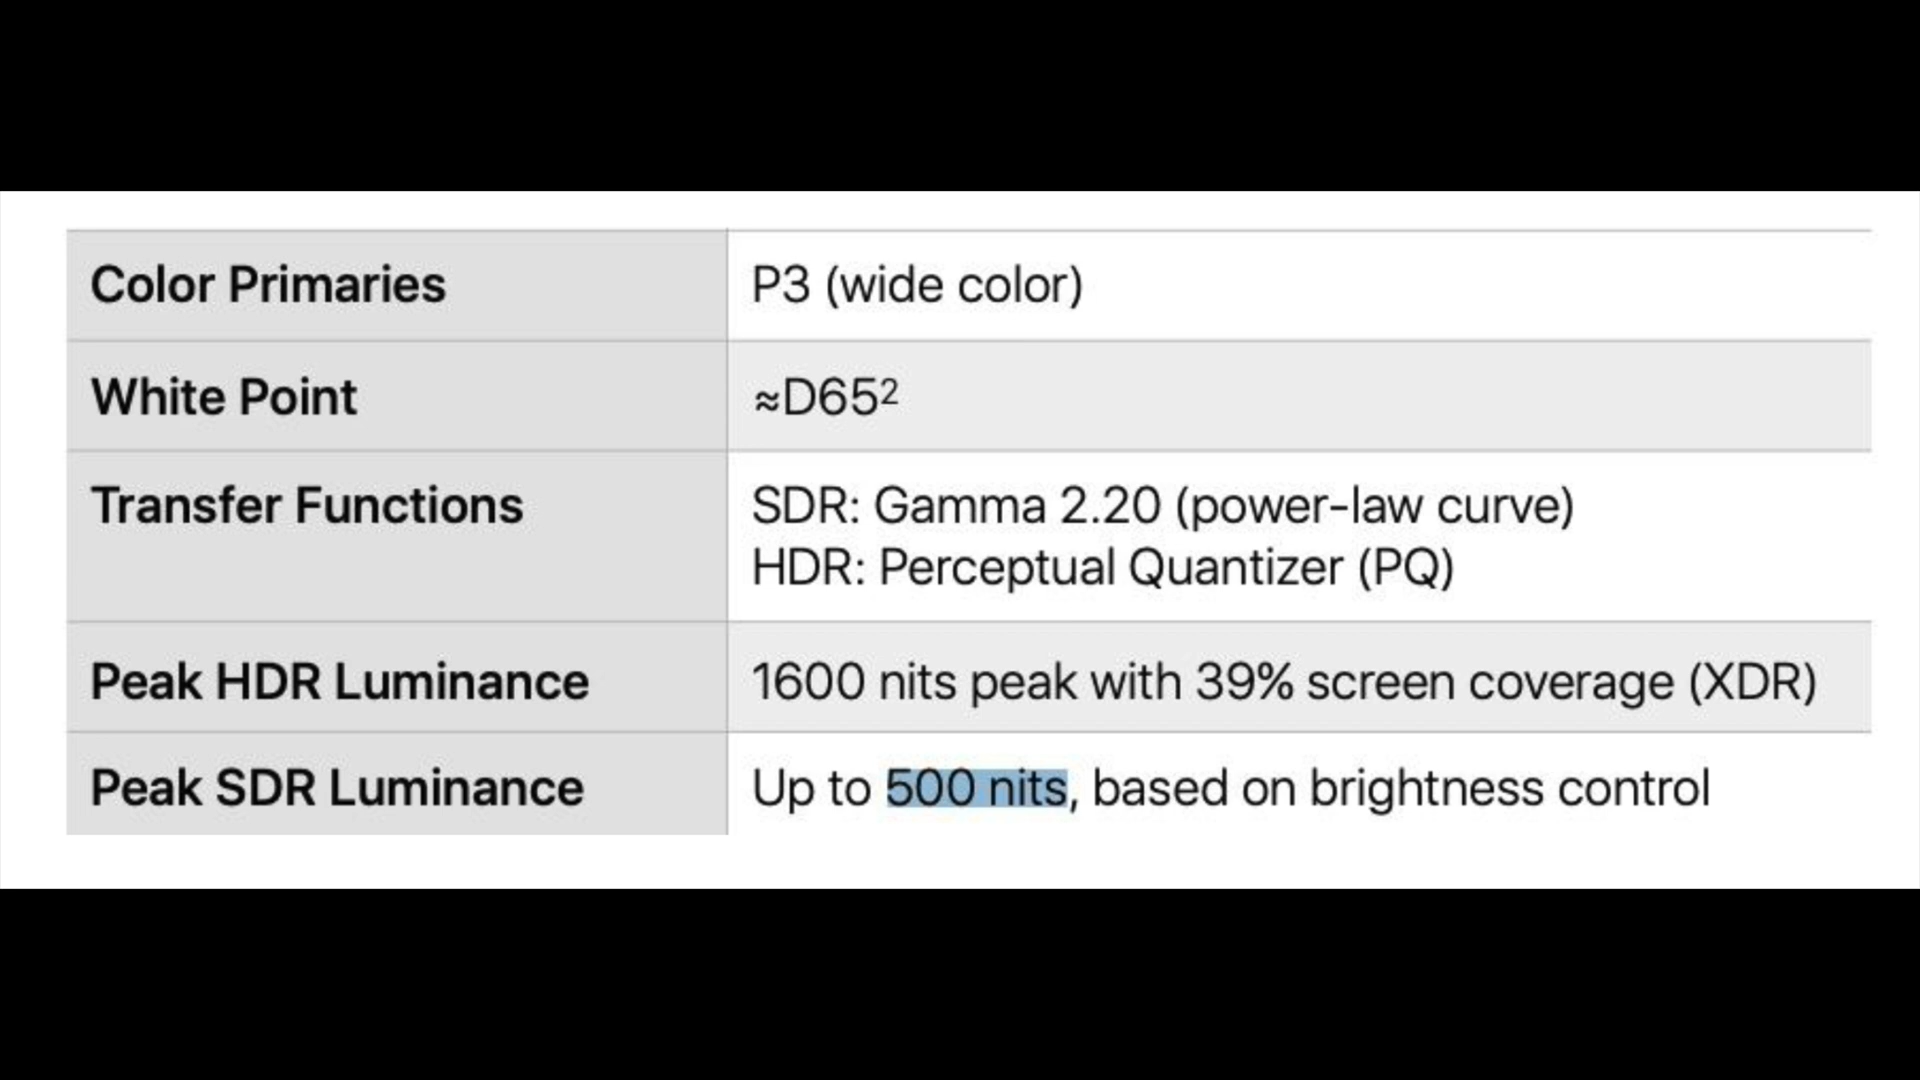 Color Primaries P3 (wide color)
White Point ≈D65²
Transfer Functions SDR: Gamma 2.20 (power-law curve)
HDR: Perceptual Quantizer (PQ)
Peak HDR Luminance 1600 nits peak with 39% screen coverage (XDR)
Peak SDR Luminance Up to 500 nits, based on brightness control